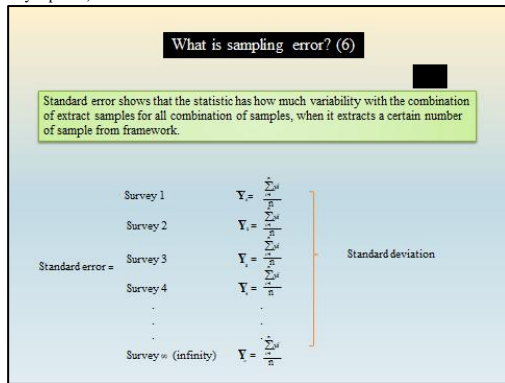 What is sampling error? (6)
Standard error shows that the statistic has how much variability with the combination
of extract samples for all combination of samples, when it extracts a certain number
of sample from framework.
Survey 1
Survey 2
Standard error = Survey 3 Standard deviation
Survey 4
.
.
.
Survey ∞ (infinity)